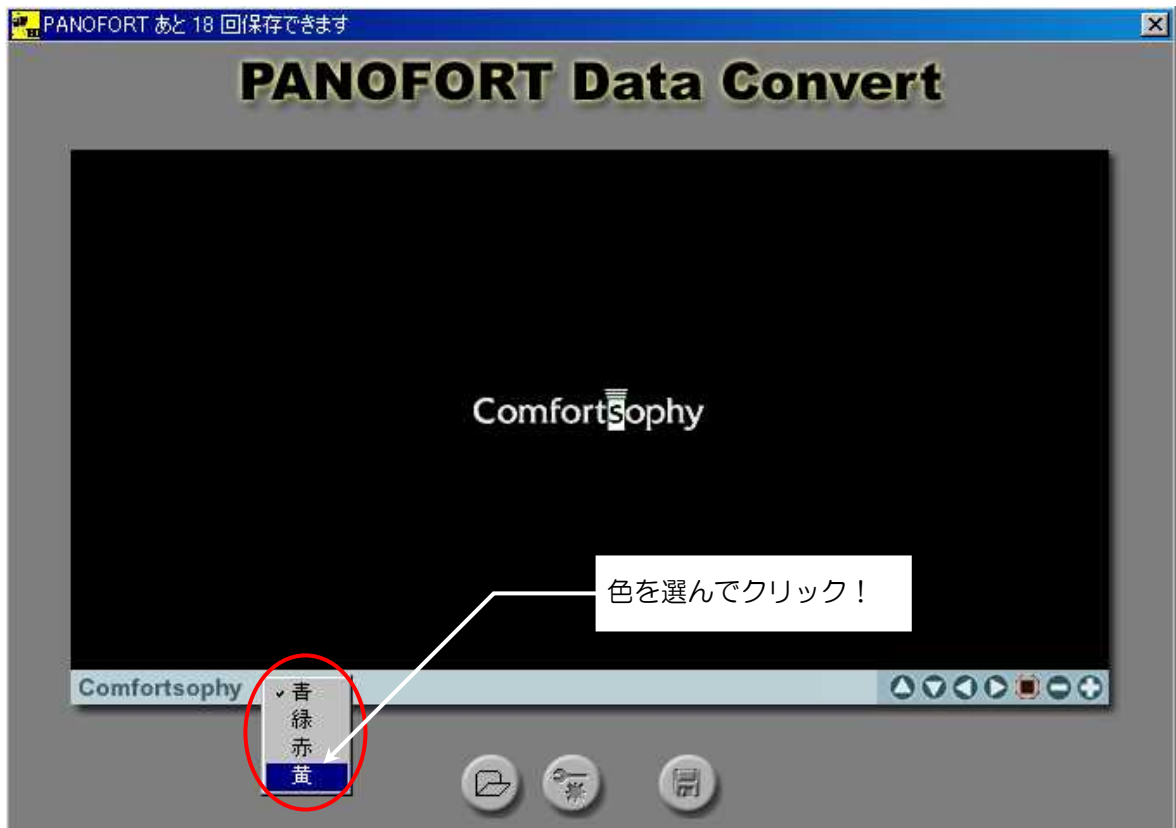 PANOFORT あと 18 回保存できます
PANOFORT Data Convert
Comfortsophy
色を選んでクリック！
Comfortsophy
青
緑
赤
黄